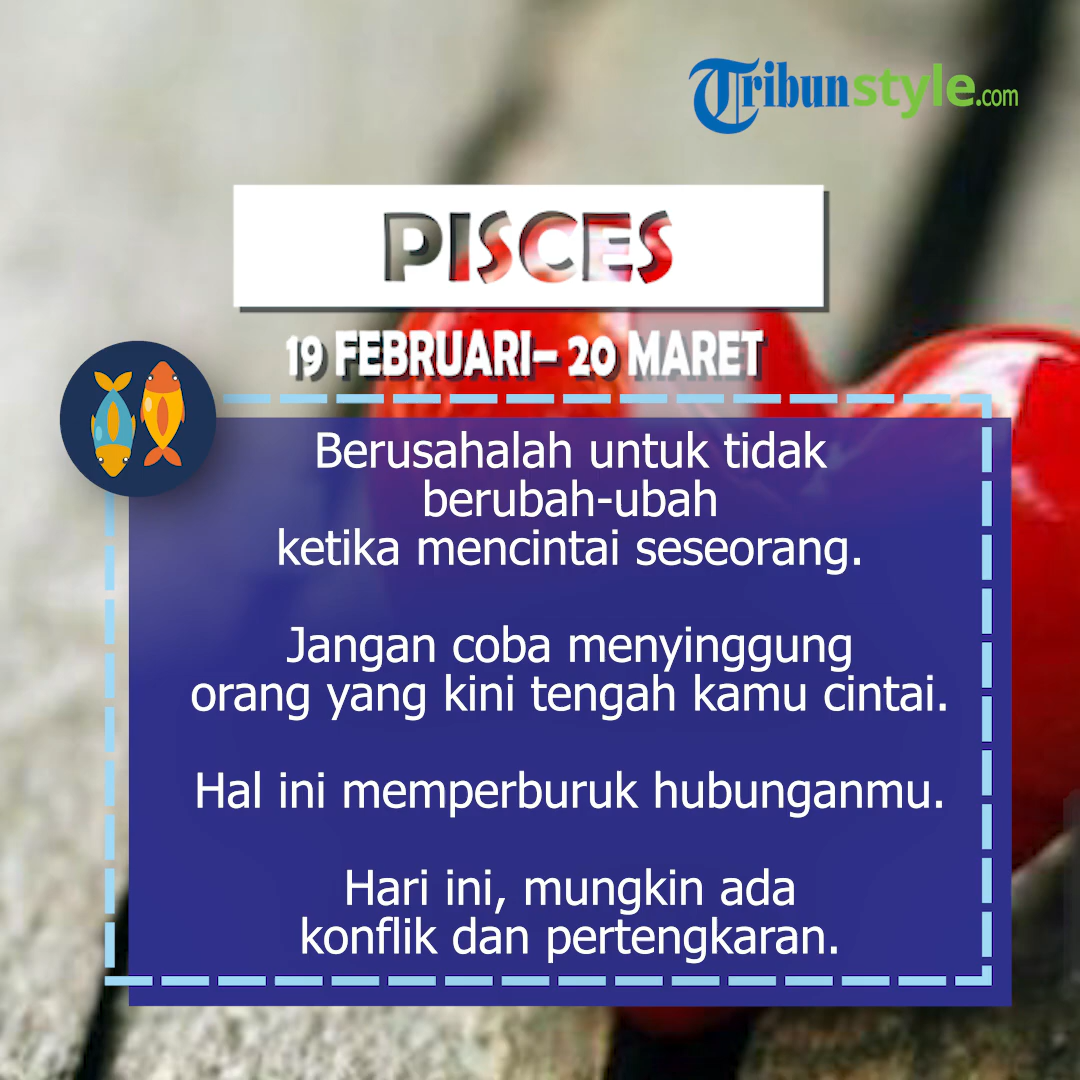 Tribunstyle.com
PISCES
19 FEBRUARI– 20 MARET
Berusahalah untuk tidak
berubah-ubah
ketika mencintai seseorang.
Jangan coba menyinggung
orang yang kini tengah kamu cintai.
Hal ini memperburuk hubunganmu.
Hari ini, mungkin ada
konflik dan pertengkaran.